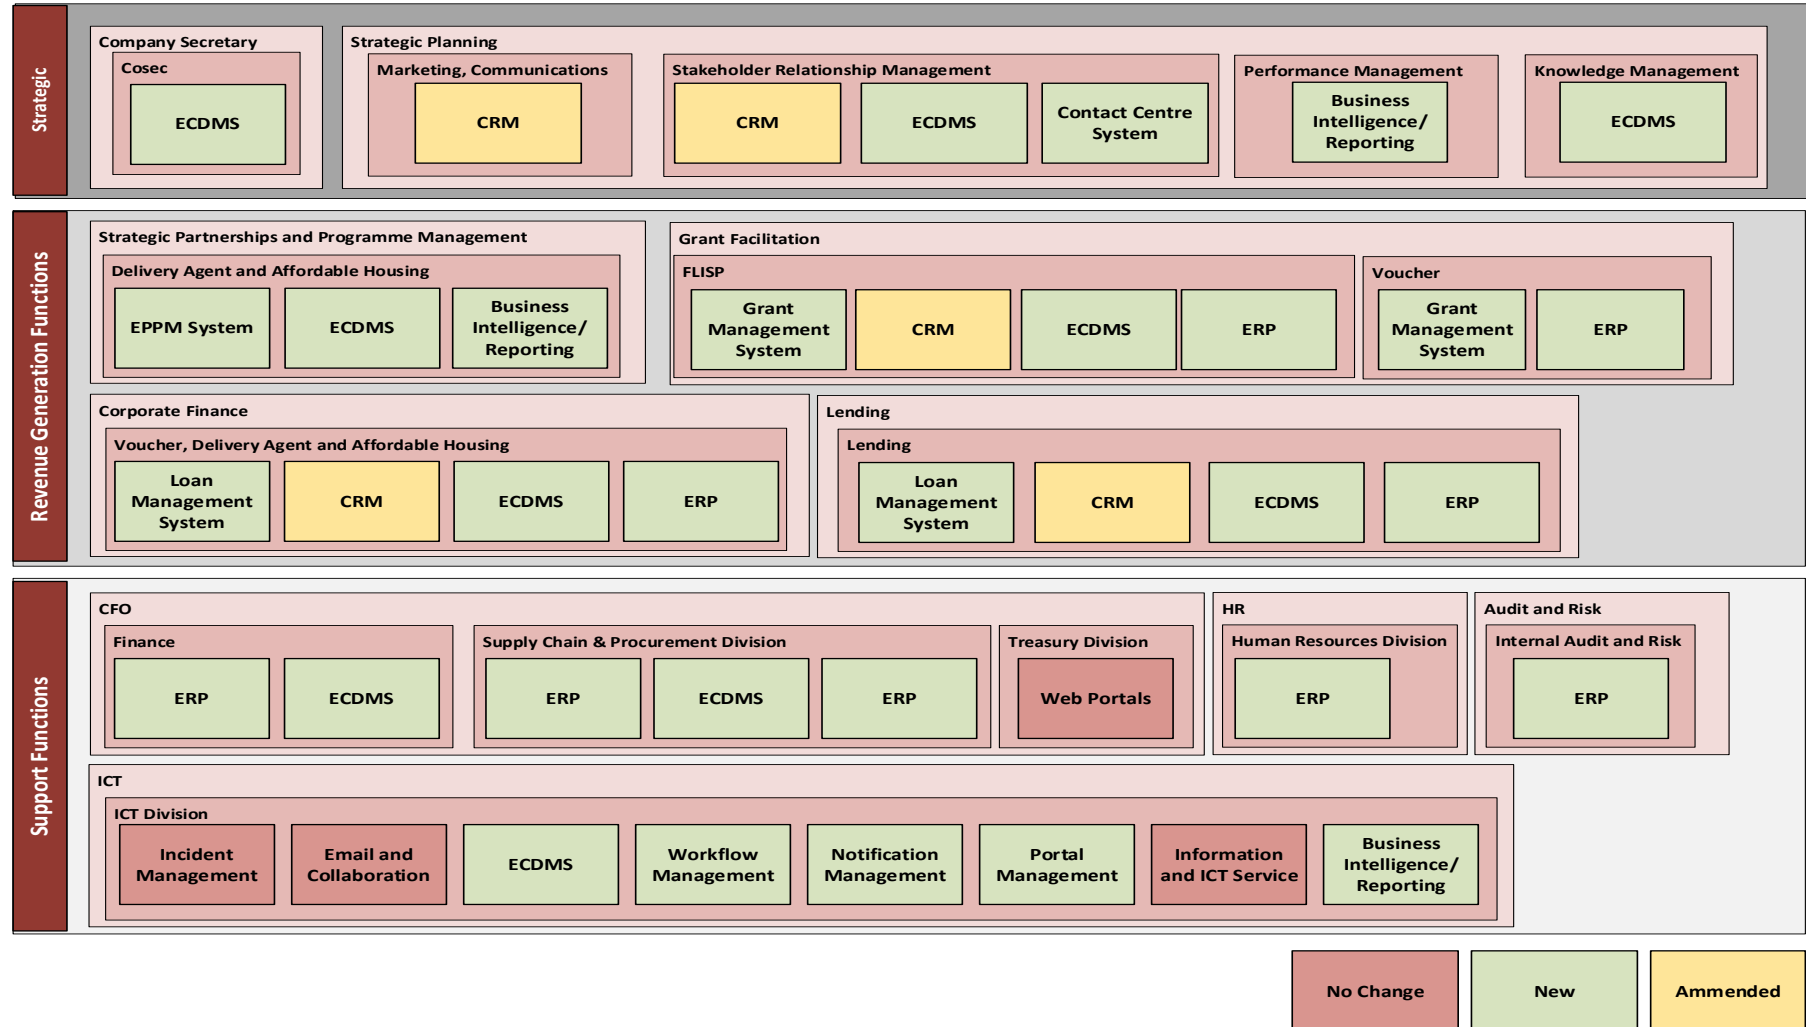 Strategic
Company Secretary
Cosec
ECDMS
Strategic Planning
Marketing, Communications
CRM
Stakeholder Relationship Management
CRM
ECDMS
Contact Centre
System
Performance Management
Business
Intelligence/
Reporting
Knowledge Management
ECDMS
Revenue Generation Functions
Strategic Partnerships and Programme Management
Delivery Agent and Affordable Housing
EPPM System
ECDMS
Business
Intelligence/
Reporting
Grant Facilitation
FLISP
Grant
Management
System
CRM
ECDMS
ERP
Voucher
Grant
Management
System
ERP
Corporate Finance
Voucher, Delivery Agent and Affordable Housing
Loan
Management
System
CRM
ECDMS
ERP
Lending
Lending
Loan
Management
System
CRM
ECDMS
ERP
Support Functions
CFO
Finance
ERP
ECDMS
Supply Chain & Procurement Division
ERP
ECDMS
ERP
Treasury Division
Web Portals
HR
Human Resources Division
ERP
Audit and Risk
Internal Audit and Risk
ERP
ICT
ICT Division
Incident
Management
Email and
Collaboration
ECDMS
Workflow
Management
Notification
Management
Portal
Management
Information
and ICT Service
Business
Intelligence/
Reporting
No Change
New
Ammended